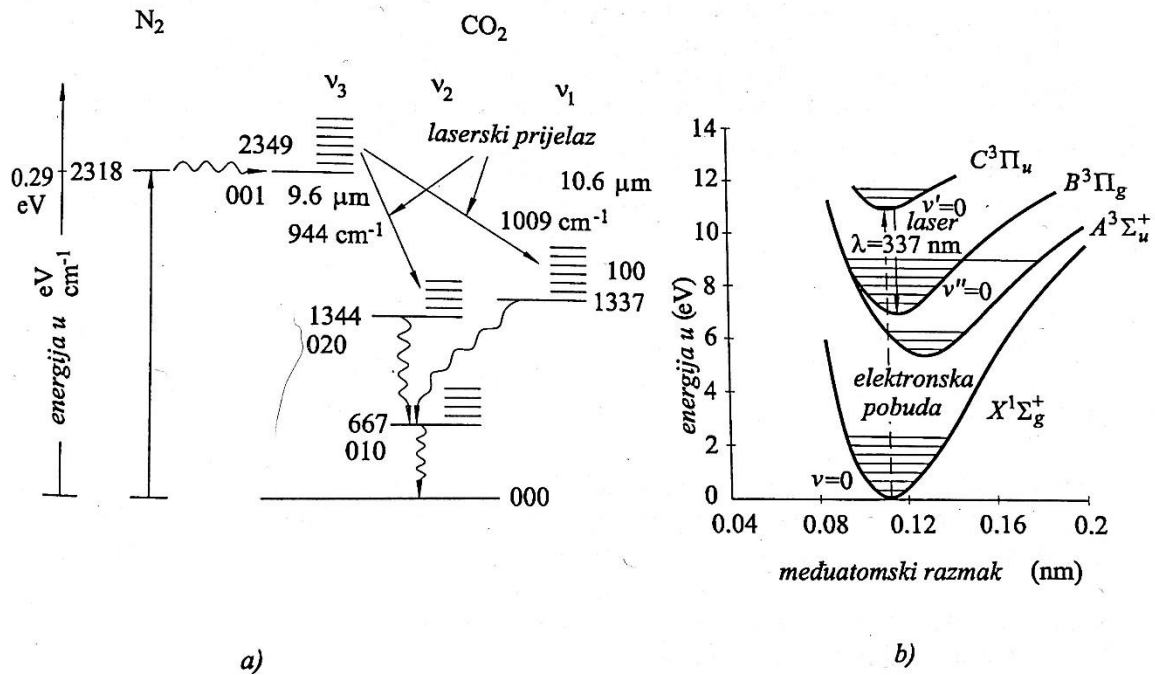 N₂
CO₂
ν₃
ν₂
ν₁
laserski prijelaz
2349
0.29
eV
2318
001
9.6 μm
10.6 μm
944 cm⁻¹
1009 cm⁻¹
100
1337
1344
020
667
010
000
energija u
eV
cm⁻¹
a)
14
12
10
8
6
4
2
0
energija u (eV)
C³Πᵤ
B³Π_g
A³Σᵤ⁺
X¹Σ_g⁺
v'=0
laser
λ=337 nm
v''=0
elektronska
pobuda
v=0
0.04
0.08
0.12
0.16
0.2
međuatomski razmak (nm)
b)